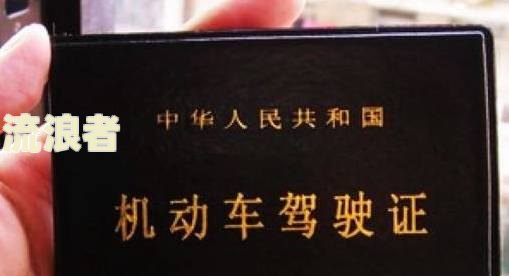 中华人民共和国
流浪者
机动车驾驶证